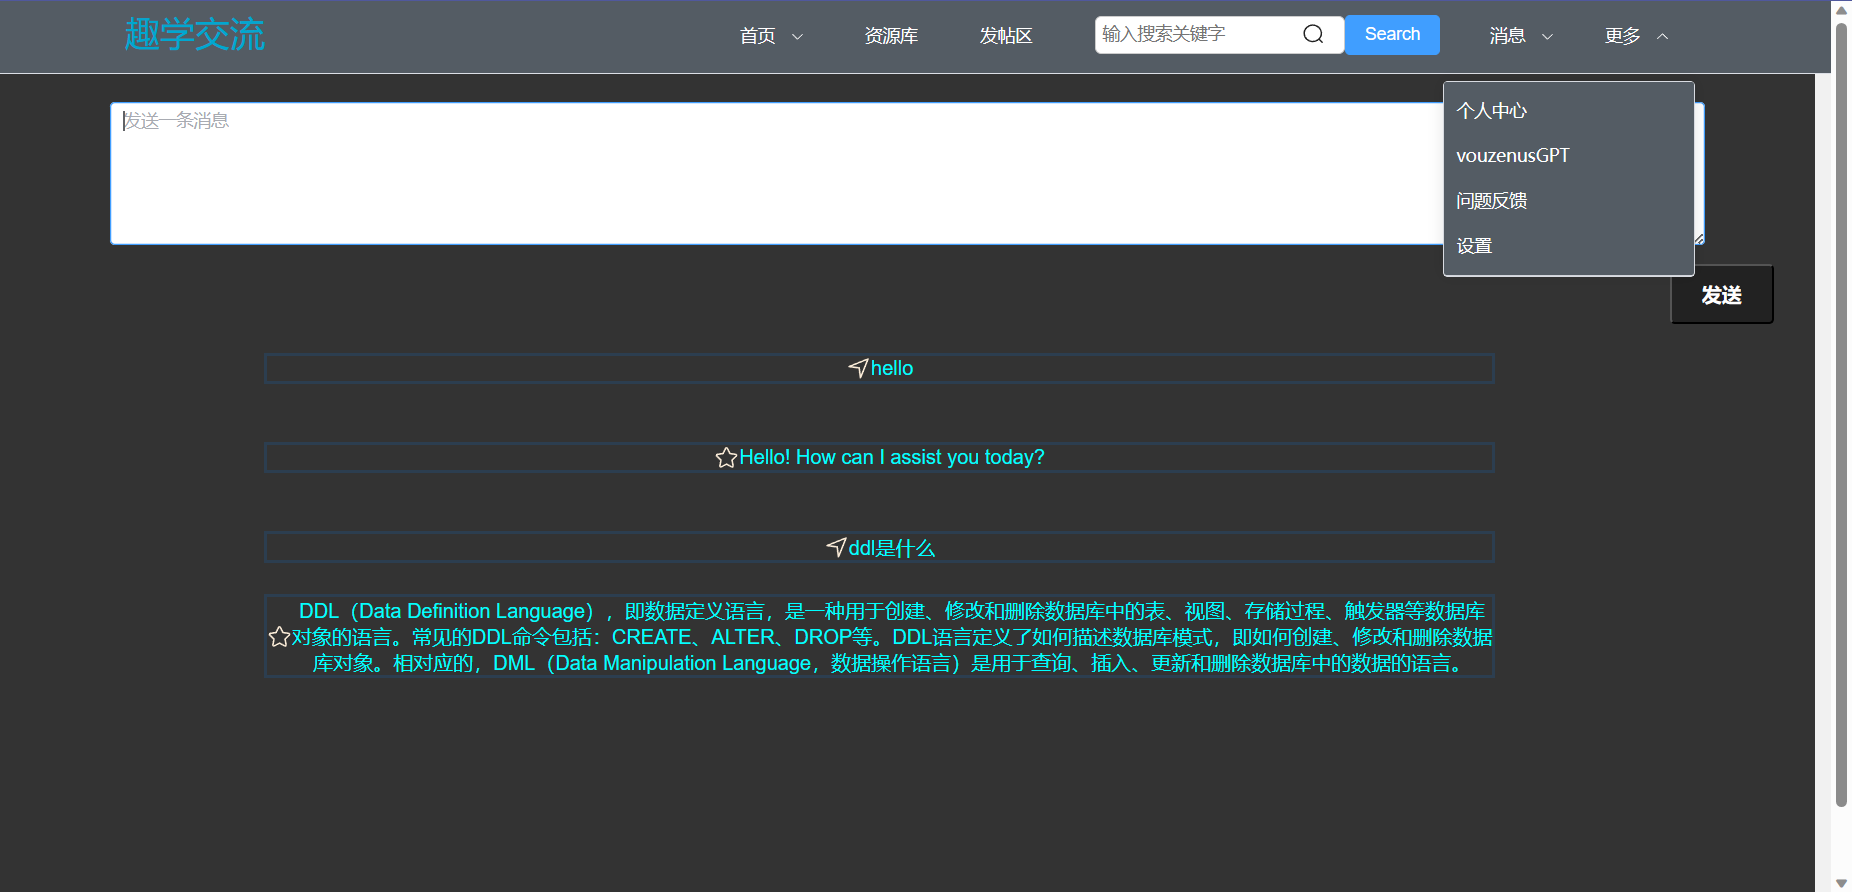 趣学交流
首页
资源库
发帖区
输入搜索关键字
Search
消息
更多
发送一条消息
个人中心
vouzenusGPT
问题反馈
设置
发送
hello
Hello! How can I assist you today?
ddl是什么
DDL（Data Definition Language），即数据定义语言，是一种用于创建、修改和删除数据库中的表、视图、存储过程、触发器等数据库
对象的语言。常见的DDL命令包括：CREATE、ALTER、DROP等。DDL语言定义了如何描述数据库模式，即如何创建、修改和删除数据
库对象。相对应的，DML（Data Manipulation Language，数据操作语言）是用于查询、插入、更新和删除数据库中的数据的语言。